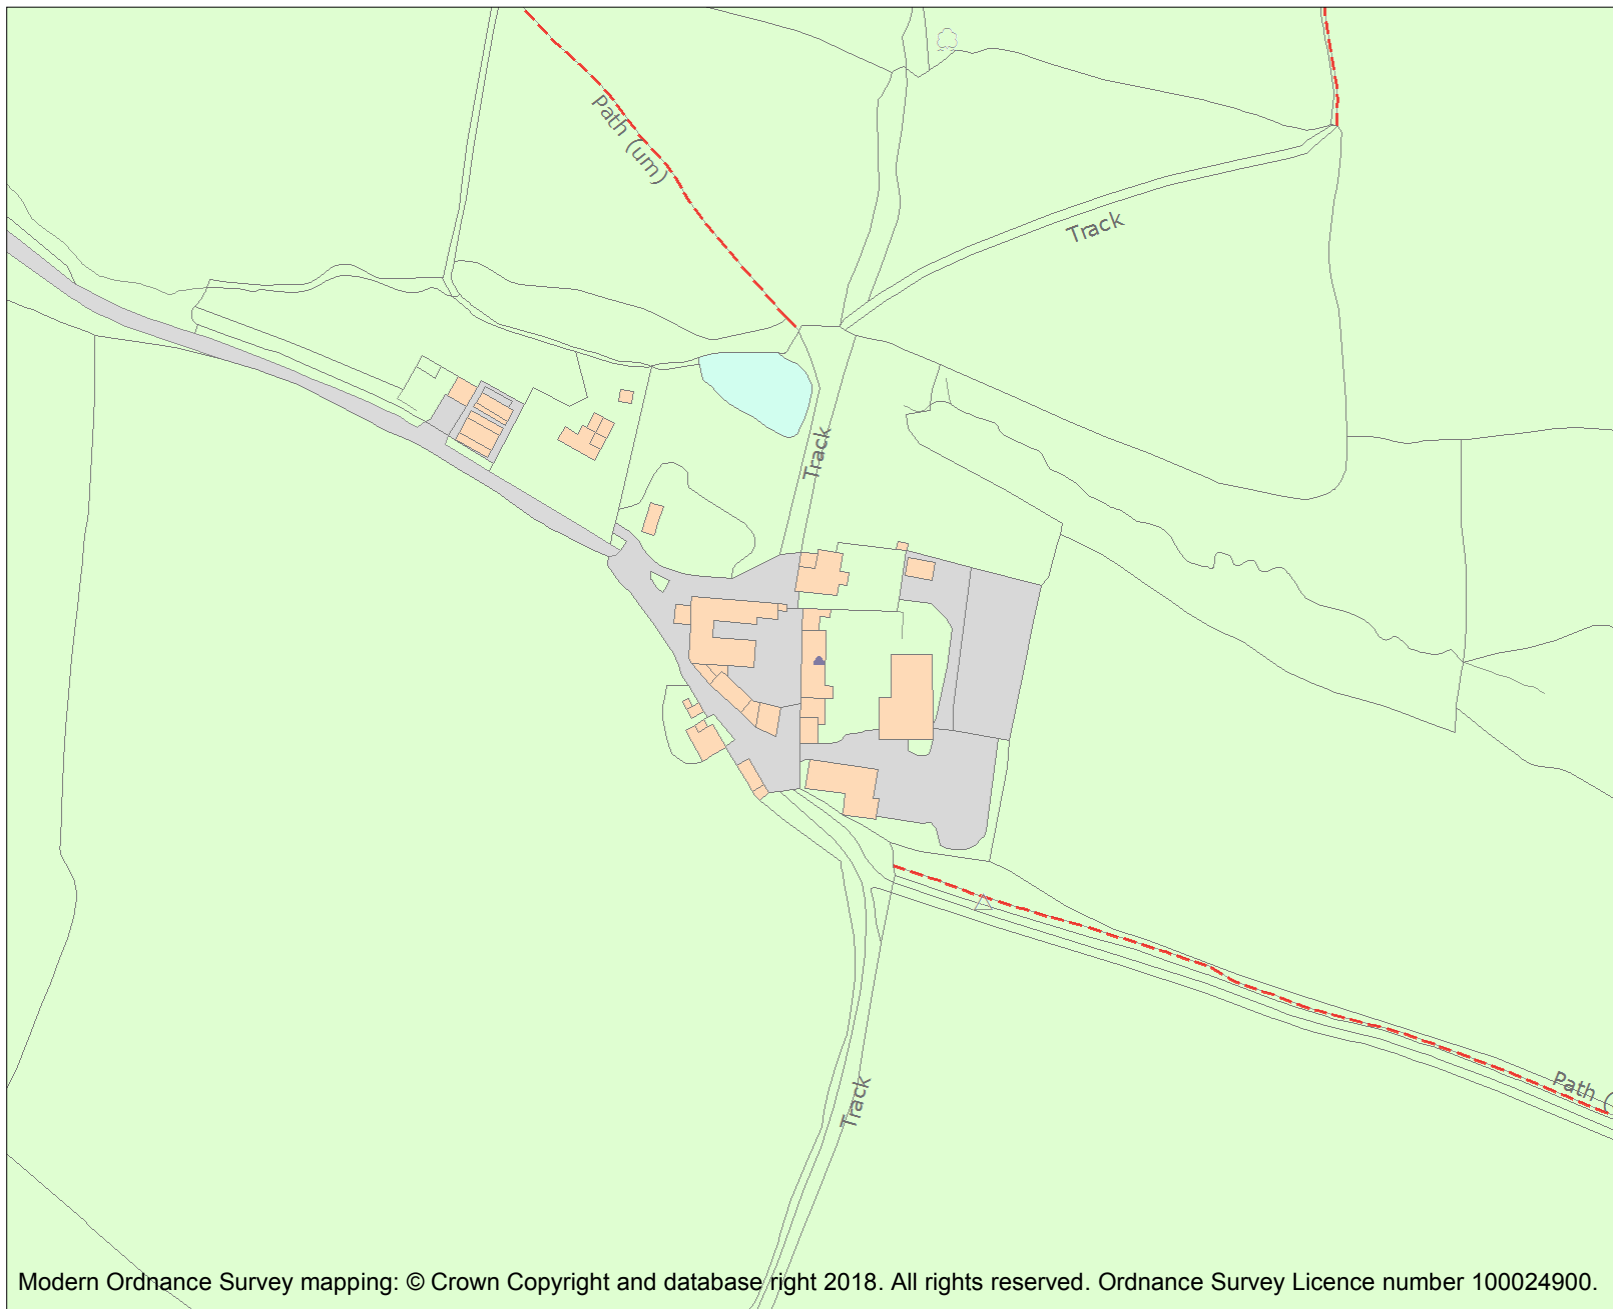 Path (um)
Track
Track
Track
Path (
Modern Ordnance Survey mapping: © Crown Copyright and database right 2018. All rights reserved. Ordnance Survey Licence number 100024900.